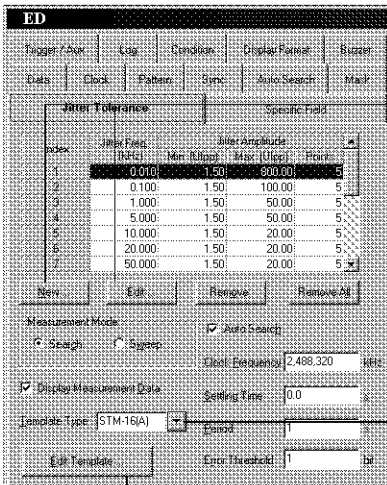 ED
Trigger / Aux Log Condition Display Format Buzzer
Data Clock Pattern Sync Auto Search Mask
Jitter Tolerance Specific Field
Index Jitter Freq. [kHz] Jitter Amplitude
Min [UIpp] Max [UIpp] Point
1 0.010 1.50 800.00 5
2 0.100 1.50 100.00 5
3 1.000 1.50 50.00 5
4 5.000 1.50 50.00 5
5 10.000 1.50 20.00 5
6 20.000 1.50 20.00 5
7 50.000 1.50 20.00 5
New Edit Remove Remove All
Measurement Mode
Auto Search
Search Sweep
Clock Frequency 2,488,320 kHz
Display Measurement Data
Settling Time 0.0 s
Template Type STM-16(A)
Period 1
Edit Template Error Threshold 1 bit